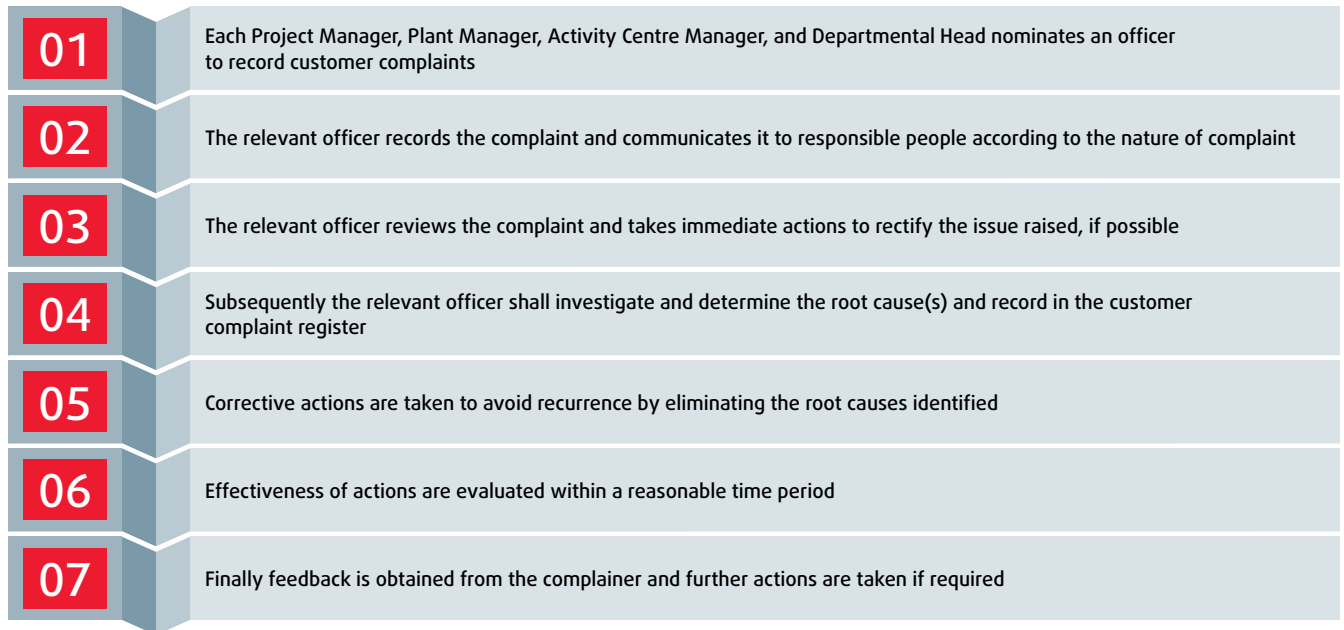 01
Each Project Manager, Plant Manager, Activity Centre Manager, and Departmental Head nominates an officer
to record customer complaints
02
The relevant officer records the complaint and communicates it to responsible people according to the nature of complaint
03
The relevant officer reviews the complaint and takes immediate actions to rectify the issue raised, if possible
04
Subsequently the relevant officer shall investigate and determine the root cause(s) and record in the customer
complaint register
05
Corrective actions are taken to avoid recurrence by eliminating the root causes identified
06
Effectiveness of actions are evaluated within a reasonable time period
07
Finally feedback is obtained from the complainer and further actions are taken if required